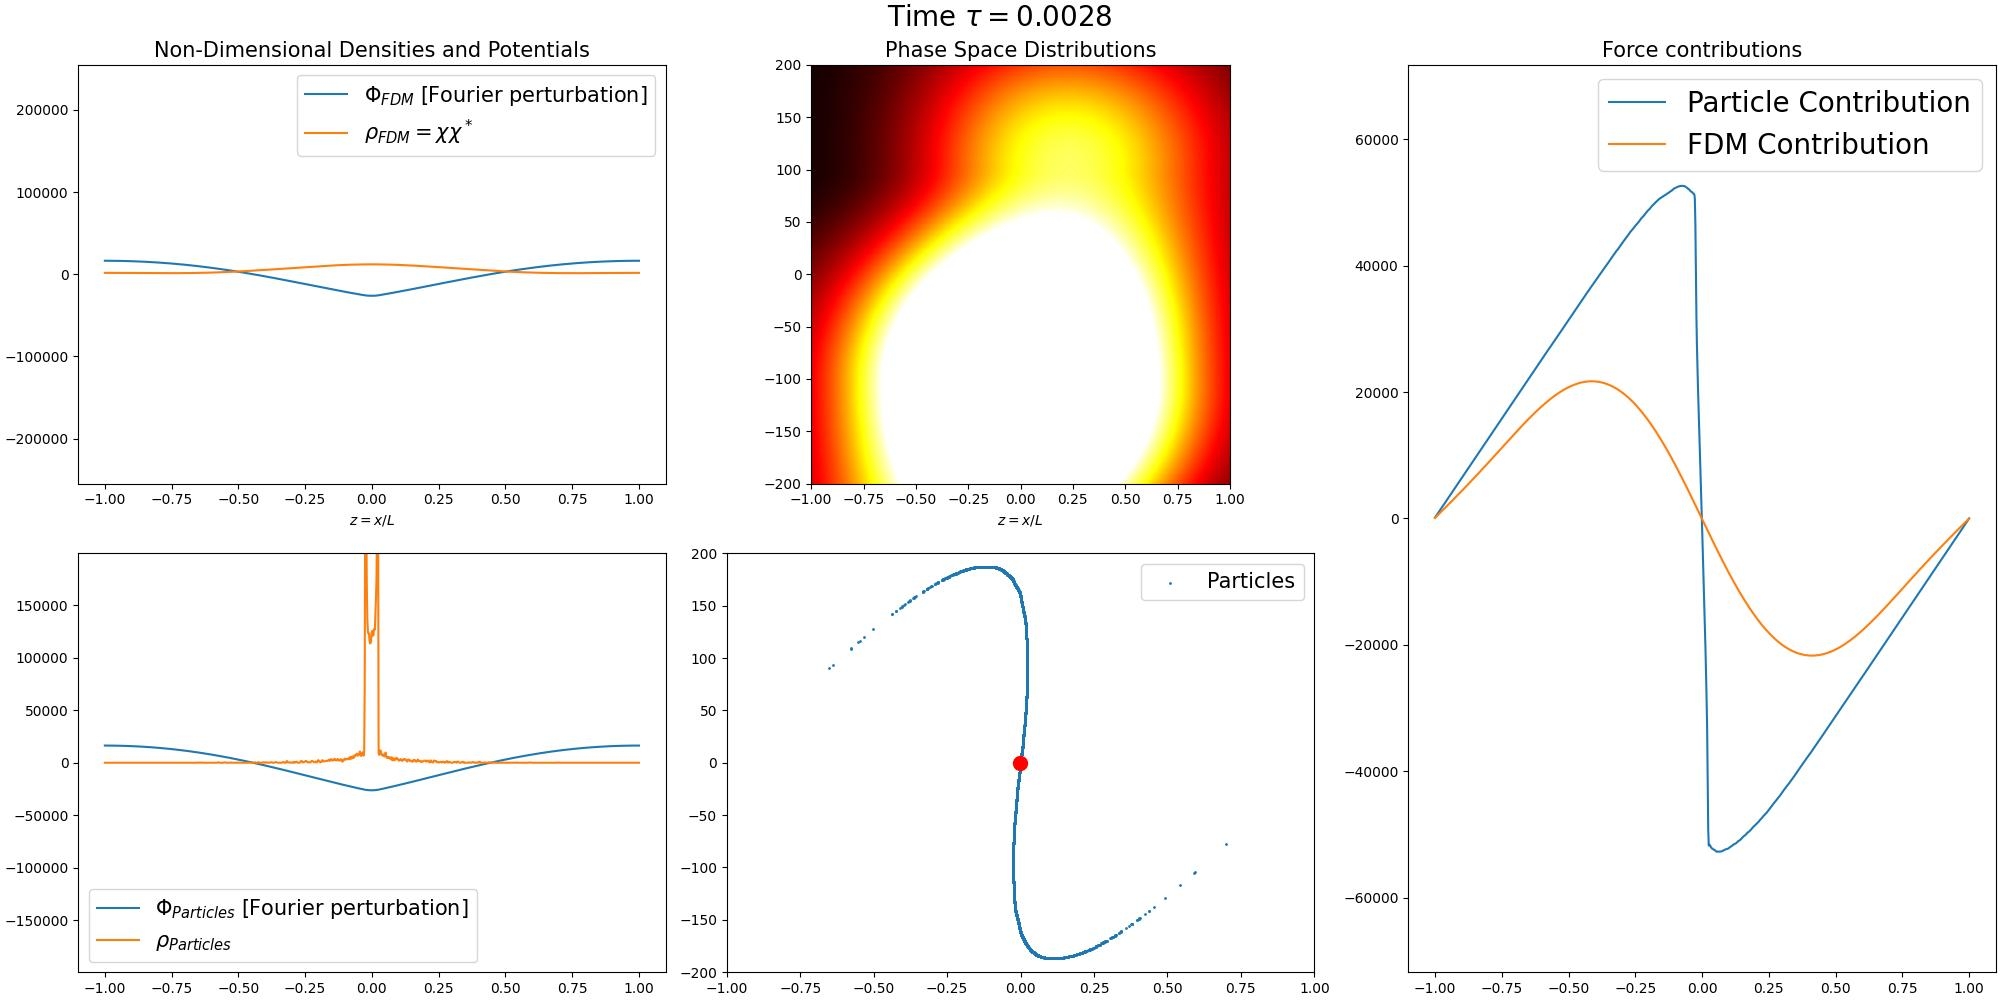 Time τ = 0.0028
Non-Dimensional Densities and Potentials
Φ_FDM [Fourier perturbation]
ρ_FDM = χχ*
200000
100000
0
−100000
−200000
−1.00 −0.75 −0.50 −0.25 0.00 0.25 0.50 0.75 1.00
z = x/L
Phase Space Distributions
200
150
100
50
0
−50
−100
−150
−200
−1.00 −0.75 −0.50 −0.25 0.00 0.25 0.50 0.75 1.00
z = x/L
Force contributions
Particle Contribution
FDM Contribution
60000
40000
20000
0
−20000
−40000
−60000
−1.00 −0.75 −0.50 −0.25 0.00 0.25 0.50 0.75 1.00
150000
100000
50000
0
−50000
−100000
−150000
Φ_Particles [Fourier perturbation]
ρ_Particles
−1.00 −0.75 −0.50 −0.25 0.00 0.25 0.50 0.75 1.00
Particles
200
150
100
50
0
−50
−100
−150
−200
−1.00 −0.75 −0.50 −0.25 0.00 0.25 0.50 0.75 1.00